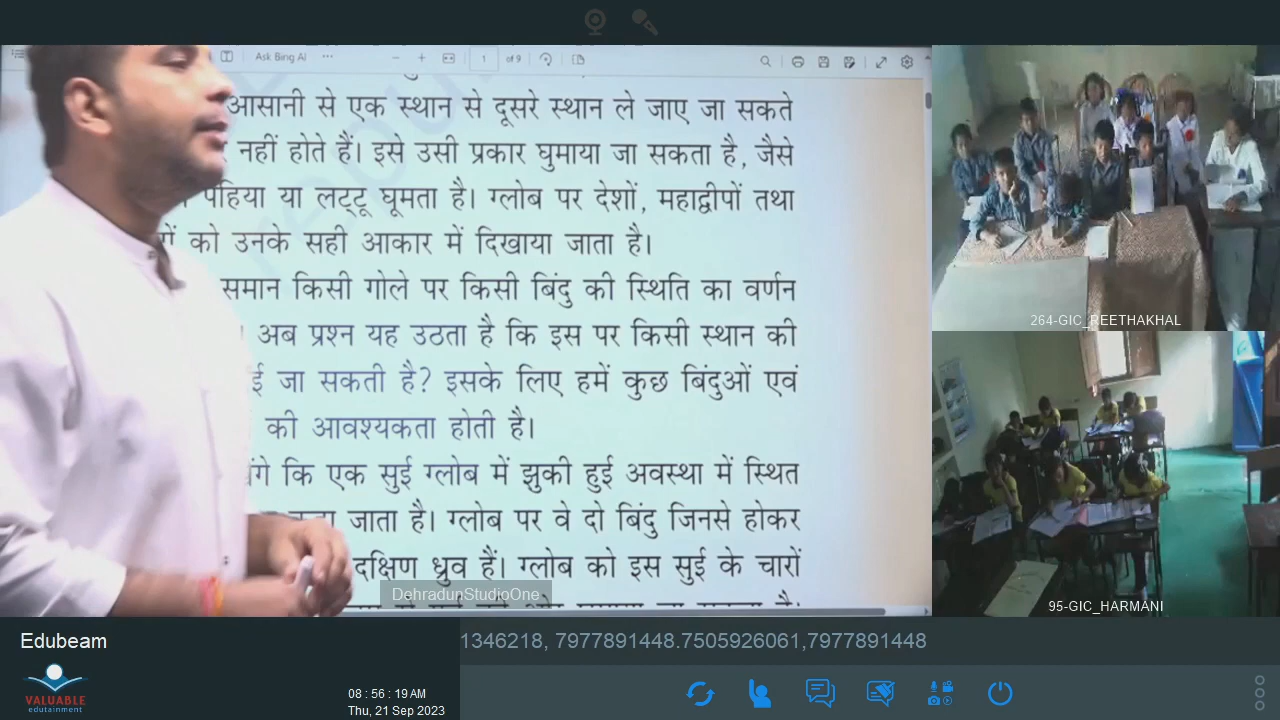 Ask Bing AI
1
of 9
आसानी से एक स्थान से दूसरे स्थान ले जाए जा सकते
नहीं होते हैं। इसे उसी प्रकार घुमाया जा सकता है, जैसे
पहिया या लट्टू घूमता है। ग्लोब पर देशों, महाद्वीपों तथा
को उनके सही आकार में दिखाया जाता है।
समान किसी गोले पर किसी बिंदु की स्थिति का वर्णन
अब प्रश्न यह उठता है कि इस पर किसी स्थान की
जा सकती है? इसके लिए हमें कुछ बिंदुओं एवं
की आवश्यकता होती है।
कि एक सुई ग्लोब में झुकी हुई अवस्था में स्थित
जाता है। ग्लोब पर वे दो बिंदु जिनसे होकर
दक्षिण ध्रुव हैं। ग्लोब को इस सुई के चारों
DehradunStudioOne
264-GIC_REETHAKHAL
95-GIC_HARMANI
Edubeam
1346218, 7977891448.7505926061,7977891448
VALUABLE
edutainment
08 : 56 : 19 AM
Thu, 21 Sep 2023